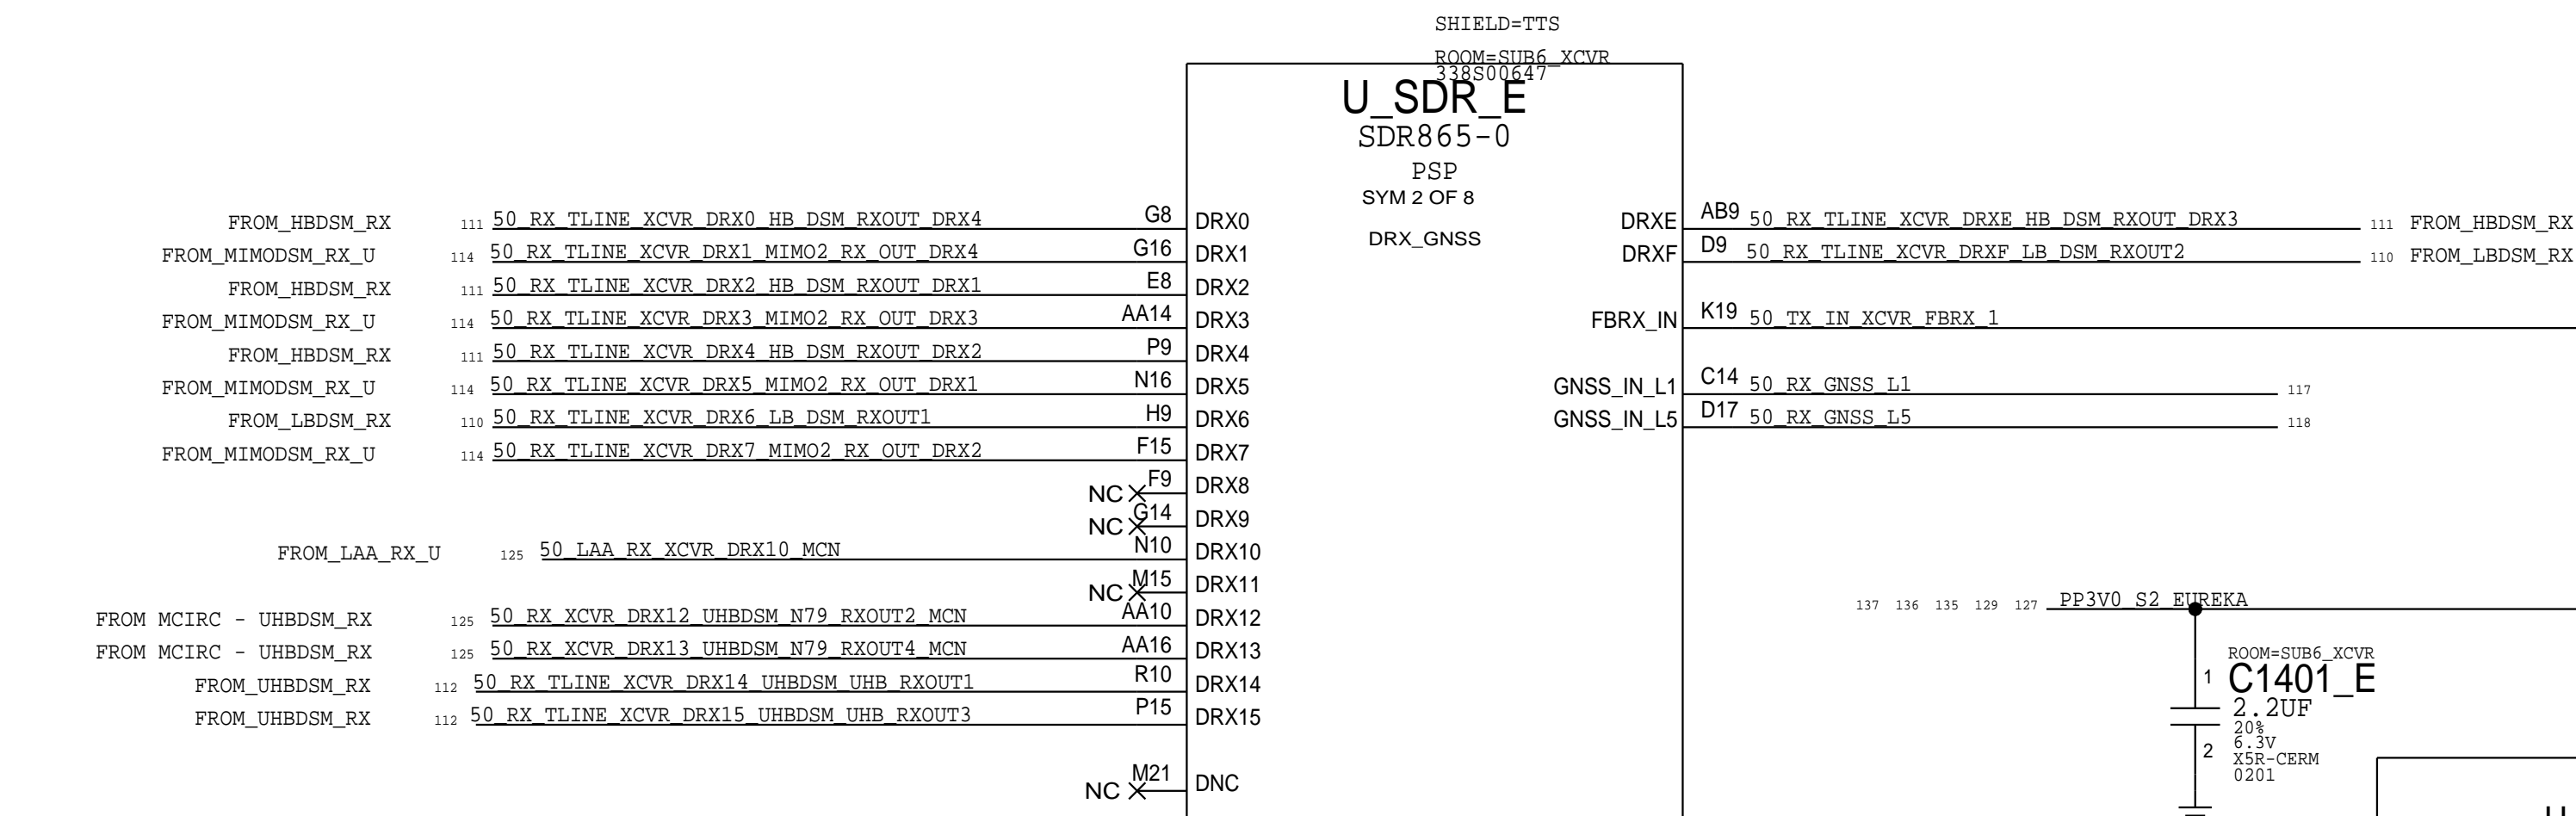 SHIELD=TTS
ROOM=SUB6_XCVR
338S00647
U_SDR_E
SDR865-0
PSP
SYM 2 OF 8
DRX_GNSS
FROM_HBDSM_RX 111 50_RX_TLINE_XCVR_DRX0_HB_DSM_RXOUT_DRX4 G8 DRX0
FROM_MIMODSM_RX_U 114 50_RX_TLINE_XCVR_DRX1_MIMO2_RX_OUT_DRX4 G16 DRX1
FROM_HBDSM_RX 111 50_RX_TLINE_XCVR_DRX2_HB_DSM_RXOUT_DRX1 E8 DRX2
FROM_MIMODSM_RX_U 114 50_RX_TLINE_XCVR_DRX3_MIMO2_RX_OUT_DRX3 AA14 DRX3
FROM_HBDSM_RX 111 50_RX_TLINE_XCVR_DRX4_HB_DSM_RXOUT_DRX2 P9 DRX4
FROM_MIMODSM_RX_U 114 50_RX_TLINE_XCVR_DRX5_MIMO2_RX_OUT_DRX1 N16 DRX5
FROM_LBDSM_RX 110 50_RX_TLINE_XCVR_DRX6_LB_DSM_RXOUT1 H9 DRX6
FROM_MIMODSM_RX_U 114 50_RX_TLINE_XCVR_DRX7_MIMO2_RX_OUT_DRX2 F15 DRX7
NC F9 DRX8
NC G14 DRX9
FROM_LAA_RX_U 125 50_LAA_RX_XCVR_DRX10_MCN N10 DRX10
NC M15 DRX11
FROM MCIRC - UHBDSM_RX 125 50_RX_XCVR_DRX12_UHBDSM_N79_RXOUT2_MCN AA10 DRX12
FROM MCIRC - UHBDSM_RX 125 50_RX_XCVR_DRX13_UHBDSM_N79_RXOUT4_MCN AA16 DRX13
FROM_UHBDSM_RX 112 50_RX_TLINE_XCVR_DRX14_UHBDSM_UHB_RXOUT1 R10 DRX14
FROM_UHBDSM_RX 112 50_RX_TLINE_XCVR_DRX15_UHBDSM_UHB_RXOUT3 P15 DRX15
NC M21 DNC
DRXE AB9 50_RX_TLINE_XCVR_DRXE_HB_DSM_RXOUT_DRX3 111 FROM_HBDSM_RX
DRXF D9 50_RX_TLINE_XCVR_DRXF_LB_DSM_RXOUT2 110 FROM_LBDSM_RX
FBRX_IN K19 50_TX_IN_XCVR_FBRX_1
GNSS_IN_L1 C14 50_RX_GNSS_L1 117
GNSS_IN_L5 D17 50_RX_GNSS_L5 118
137 136 135 129 127 PP3V0_S2_EUREKA
ROOM=SUB6_XCVR
1 C1401_E
2.2UF
20%
2 6.3V
X5R-CERM
0201